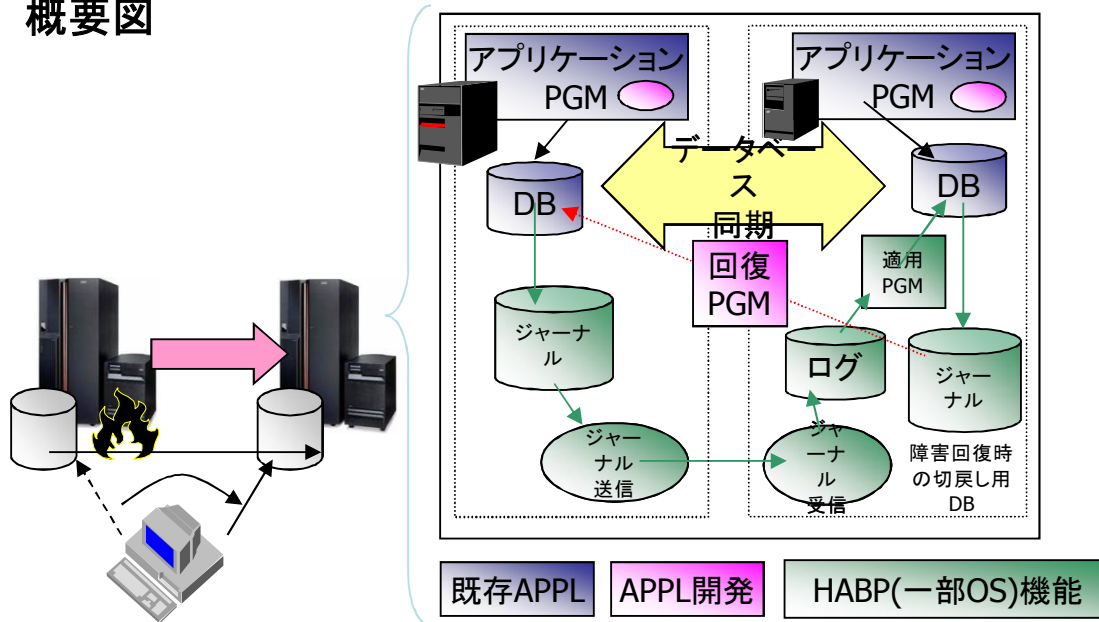 概要図
アプリケーション
PGM
アプリケーション
PGM
データベー
ス
同期
DB
DB
回復
PGM
適用
PGM
ジャーナ
ル
ログ
ジャー
ナル
ジャー
ナル
送信
ジャ
ーナ
ル
受信
障害回復時
の切戻し用
DB
既存APPL
APPL開発
HABP(一部OS)機能